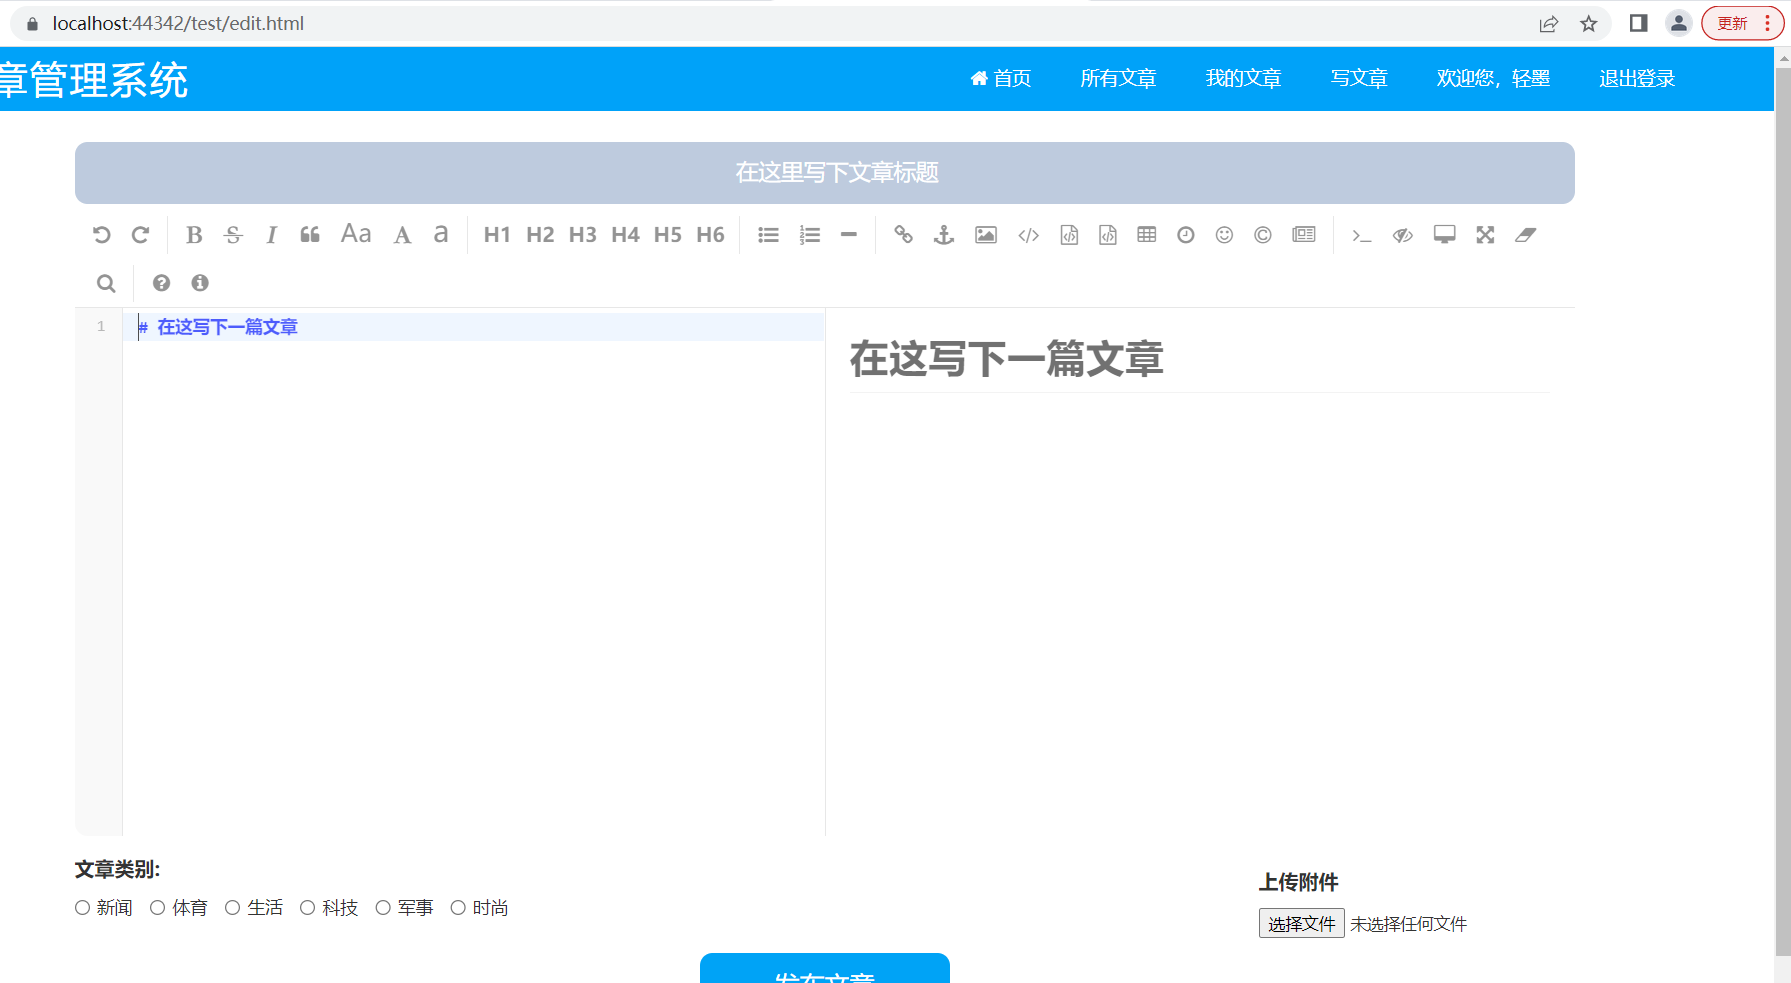 localhost:44342/test/edit.html
更新
章管理系统
首页 所有文章 我的文章 写文章 欢迎您，轻墨 退出登录
在这里写下文章标题
B S I Aa A a H1 H2 H3 H4 H5 H6
1 # 在这写下一篇文章
在这写下一篇文章
文章类别:
新闻 体育 生活 科技 军事 时尚
上传附件
选择文件 未选择任何文件
发布文章